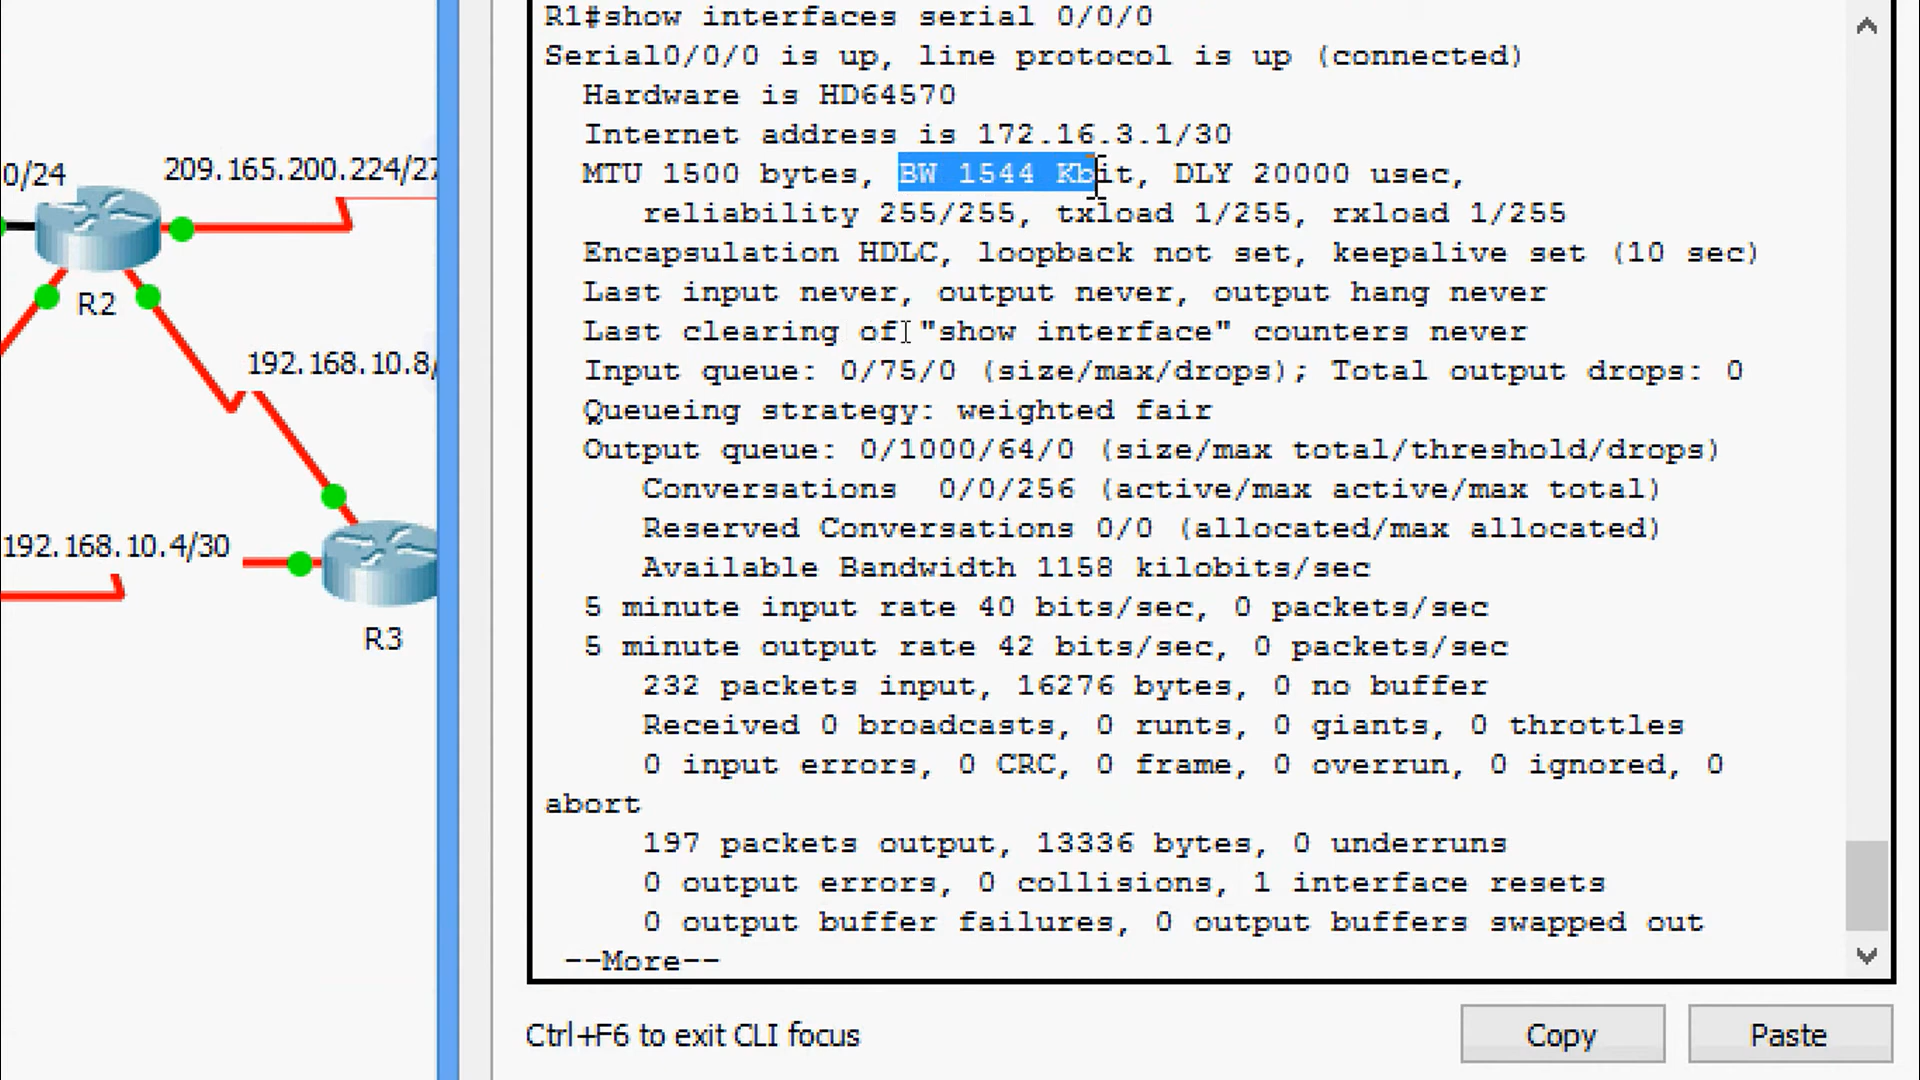 0/24
209.165.200.224/27
R2
192.168.10.8/
192.168.10.4/30
R3
R1#show interfaces serial 0/0/0
Serial0/0/0 is up, line protocol is up (connected)
Hardware is HD64570
Internet address is 172.16.3.1/30
MTU 1500 bytes, BW 1544 Kbit, DLY 20000 usec,
reliability 255/255, txload 1/255, rxload 1/255
Encapsulation HDLC, loopback not set, keepalive set (10 sec)
Last input never, output never, output hang never
Last clearing of "show interface" counters never
Input queue: 0/75/0 (size/max/drops); Total output drops: 0
Queueing strategy: weighted fair
Output queue: 0/1000/64/0 (size/max total/threshold/drops)
Conversations  0/0/256 (active/max active/max total)
Reserved Conversations 0/0 (allocated/max allocated)
Available Bandwidth 1158 kilobits/sec
5 minute input rate 40 bits/sec, 0 packets/sec
5 minute output rate 42 bits/sec, 0 packets/sec
232 packets input, 16276 bytes, 0 no buffer
Received 0 broadcasts, 0 runts, 0 giants, 0 throttles
0 input errors, 0 CRC, 0 frame, 0 overrun, 0 ignored, 0
abort
197 packets output, 13336 bytes, 0 underruns
0 output errors, 0 collisions, 1 interface resets
0 output buffer failures, 0 output buffers swapped out
--More--
Ctrl+F6 to exit CLI focus
Copy
Paste